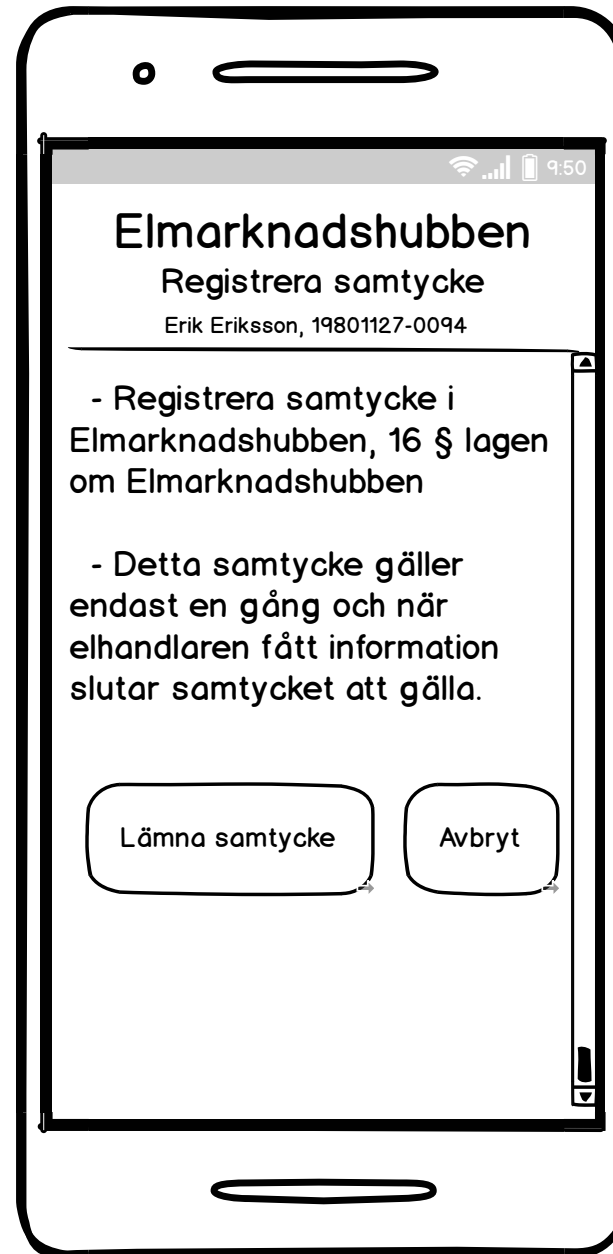 9:50
Elmarknadshubben
Registrera samtycke
Erik Eriksson, 19801127-0094
- Registrera samtycke i
Elmarknadshubben, 16 § lagen
om Elmarknadshubben
- Detta samtycke gäller
endast en gång och när
elhandlaren fått information
slutar samtycket att gälla.
Lämna samtycke
Avbryt